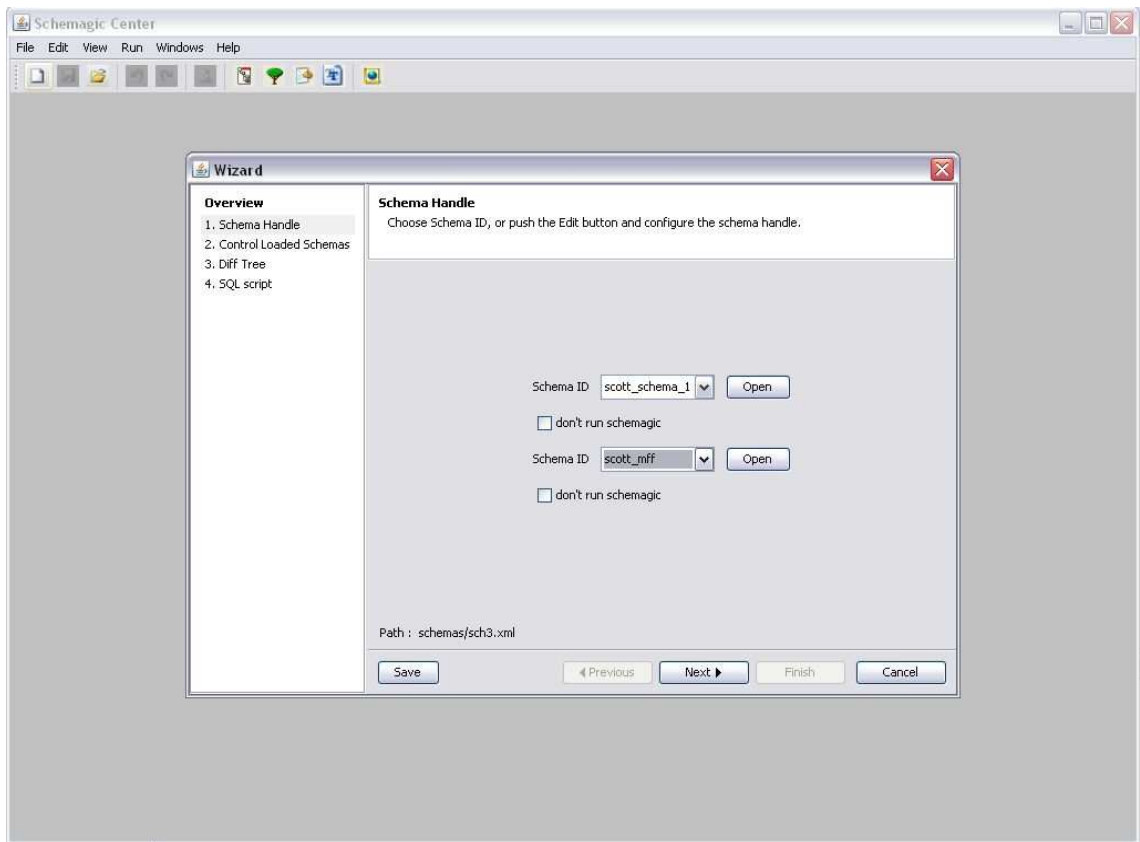 Schemagic Center
File Edit View Run Windows Help
Wizard
Overview
1. Schema Handle
2. Control Loaded Schemas
3. Diff Tree
4. SQL script
Schema Handle
Choose Schema ID, or push the Edit button and configure the schema handle.
Schema ID scott_schema_1 Open
don't run schemagic
Schema ID scott_mff Open
don't run schemagic
Path : schemas/sch3.xml
Save Previous Next Finish Cancel